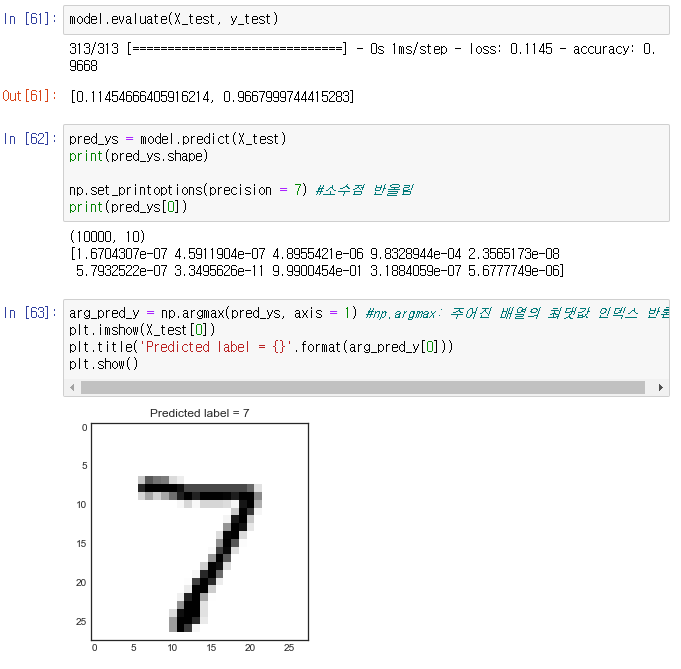 In [61]: model.evaluate(X_test, y_test)
313/313 [==============================] - 0s 1ms/step - loss: 0.1145 - accuracy: 0.
9668
Out[61]: [0.11454666405916214, 0.9667999744415283]
In [62]: pred_ys = model.predict(X_test)
print(pred_ys.shape)
np.set_printoptions(precision = 7) #소수점 반올림
print(pred_ys[0])
(10000, 10)
[1.6704307e-07 4.5911904e-07 4.8955421e-06 9.8328944e-04 2.3565173e-08
5.7932522e-07 3.3495626e-11 9.9900454e-01 3.1884059e-07 5.6777749e-06]
In [63]: arg_pred_y = np.argmax(pred_ys, axis = 1) #np.argmax: 주어진 배열의 최댓값 인덱스 반환
plt.imshow(X_test[0])
plt.title('Predicted label = {}'.format(arg_pred_y[0]))
plt.show()
Predicted label = 7
0
5
10
15
20
25
7
0 5 10 15 20 25